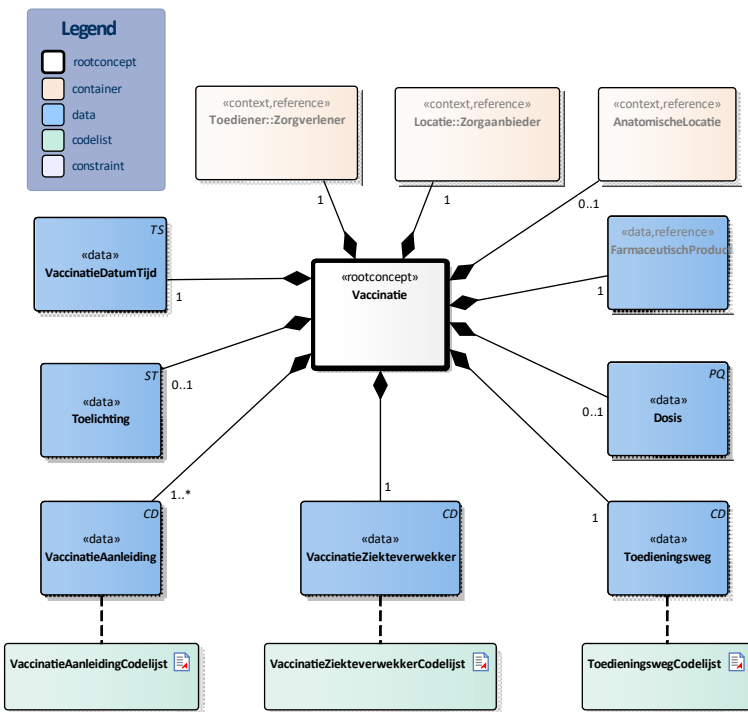 Legend
rootconcept
container
data
codelist
constraint
«context,reference»
Toediener::Zorgverlener
«context,reference»
Locatie::Zorgaanbieder
«context,reference»
AnatomischeLocatie
1
1
0..1
TS
«data»
VaccinatieDatumTijd
1
«rootconcept»
Vaccinatie
«data,reference»
FarmaceutischProduct
1
ST
«data»
Toelichting
0..1
PQ
«data»
Dosis
0..1
1..*
1
1
CD
«data»
VaccinatieAanleiding
CD
«data»
VaccinatieZiekteverwekker
CD
«data»
Toedieningsweg
VaccinatieAanleidingCodelijst
VaccinatieZiekteverwekkerCodelijst
ToedieningswegCodelijst